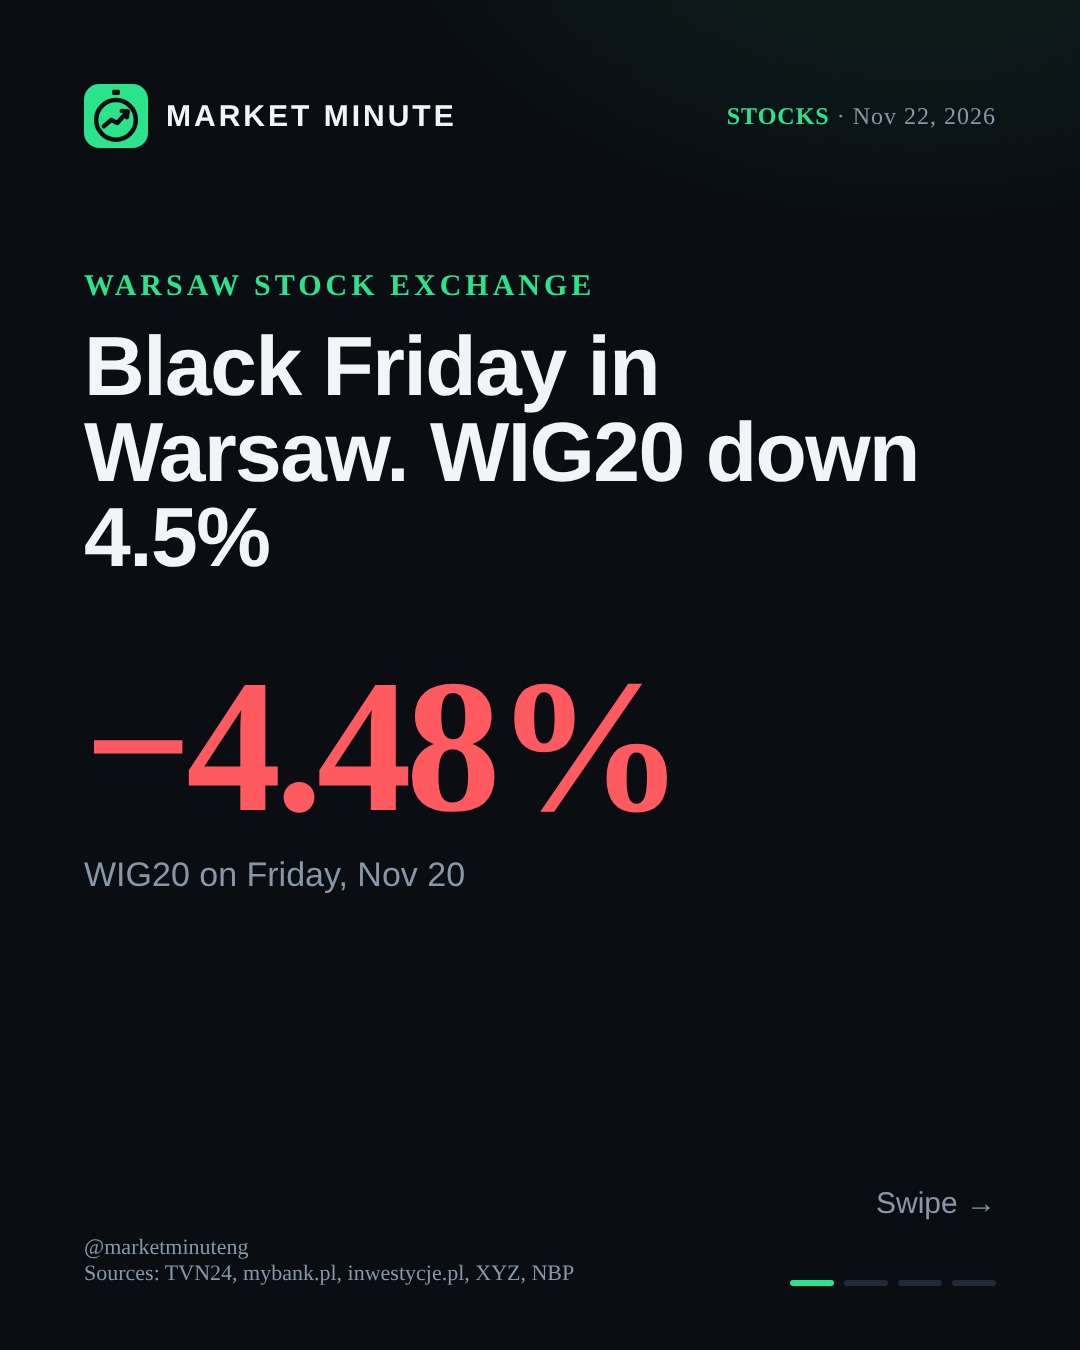 MARKET MINUTE
STOCKS · Nov 22, 2026
WARSAW STOCK EXCHANGE
Black Friday in
Warsaw. WIG20 down
4.5%
−4.48%
WIG20 on Friday, Nov 20
Swipe →
@marketminuteng
Sources: TVN24, mybank.pl, inwestycje.pl, XYZ, NBP